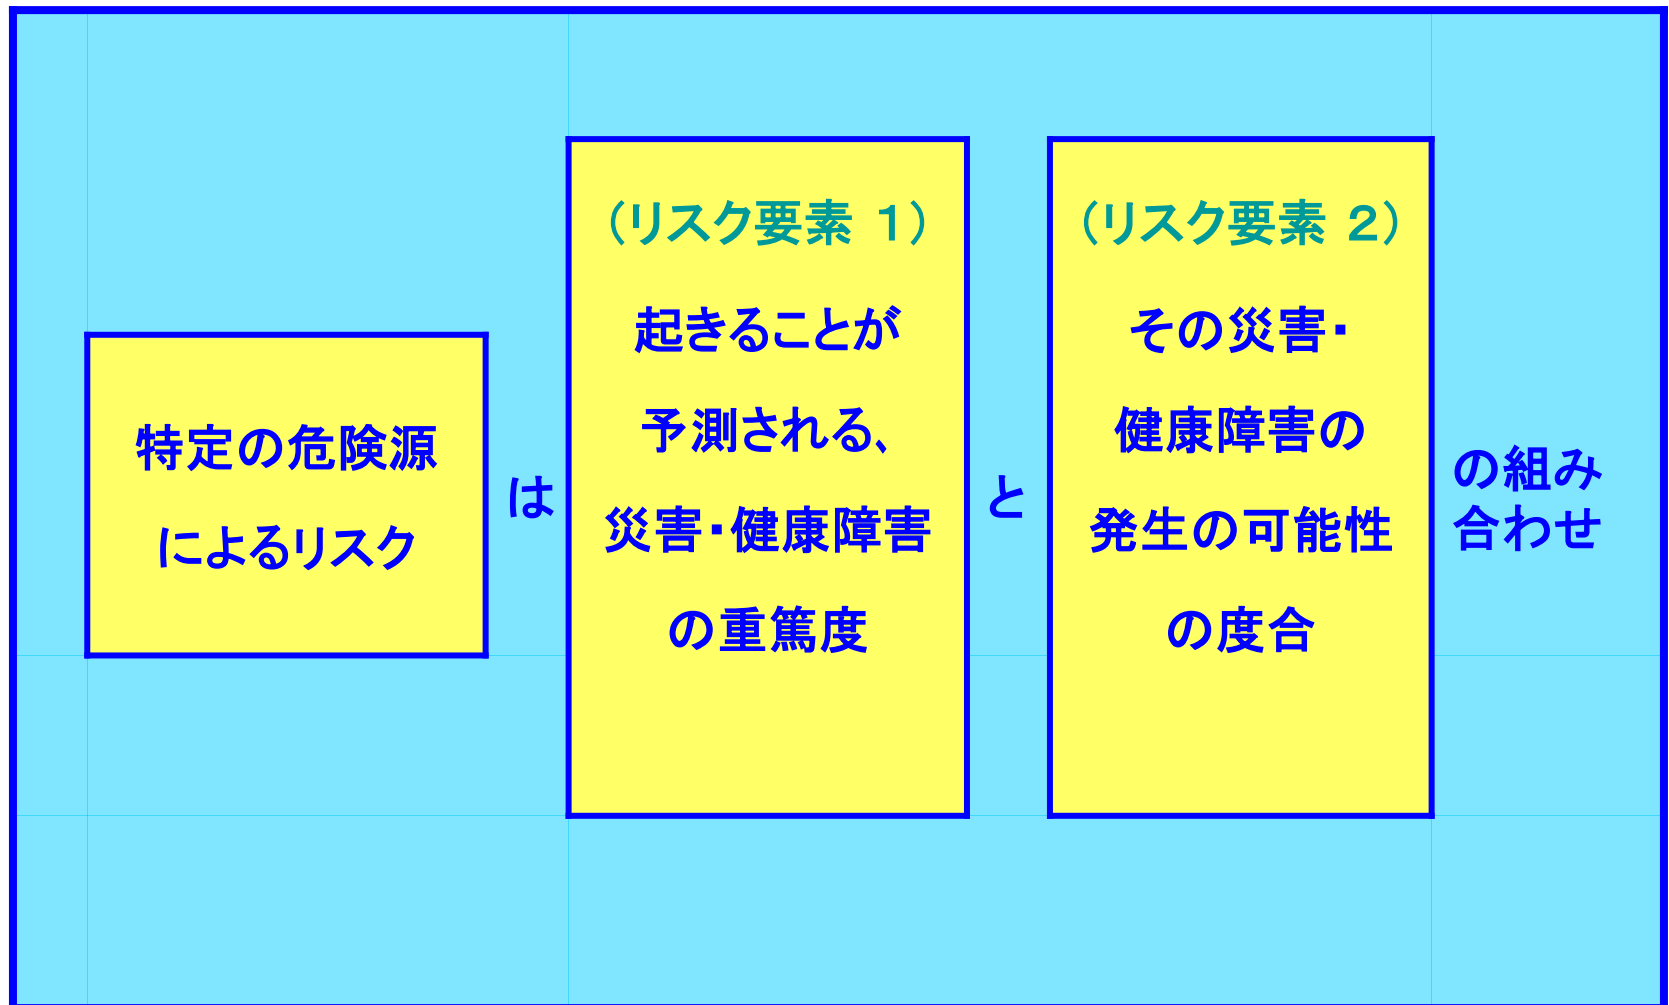 特定の危険源
によるリスク
は
（リスク要素 １）
起きることが
予測される、
災害・健康障害
の重篤度
と
（リスク要素 ２）
その災害・
健康障害の
発生の可能性
の度合
の組み
合わせ